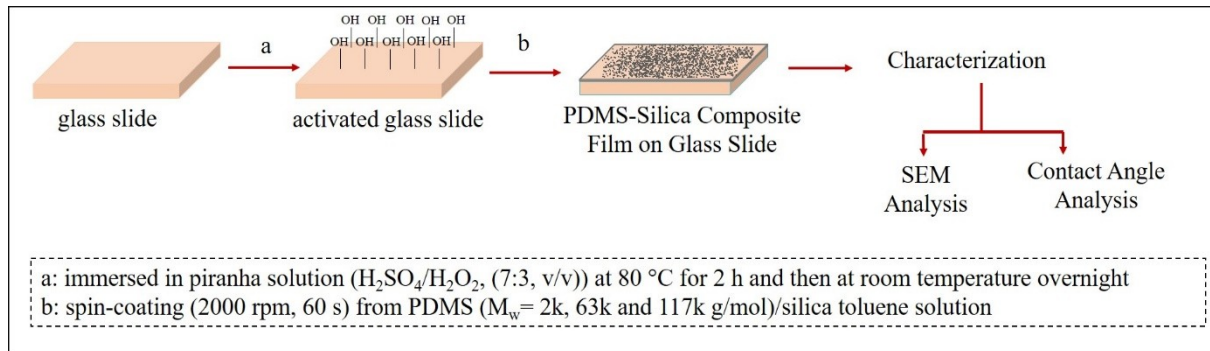 OH OH OH OH OH
OH OH OH OH OH
a
b
glass slide
activated glass slide
PDMS-Silica Composite
Film on Glass Slide
Characterization
SEM
Analysis
Contact Angle
Analysis
a: immersed in piranha solution (H₂SO₄/H₂O₂, (7:3, v/v)) at 80 °C for 2 h and then at room temperature overnight
b: spin-coating (2000 rpm, 60 s) from PDMS (Mw= 2k, 63k and 117k g/mol)/silica toluene solution